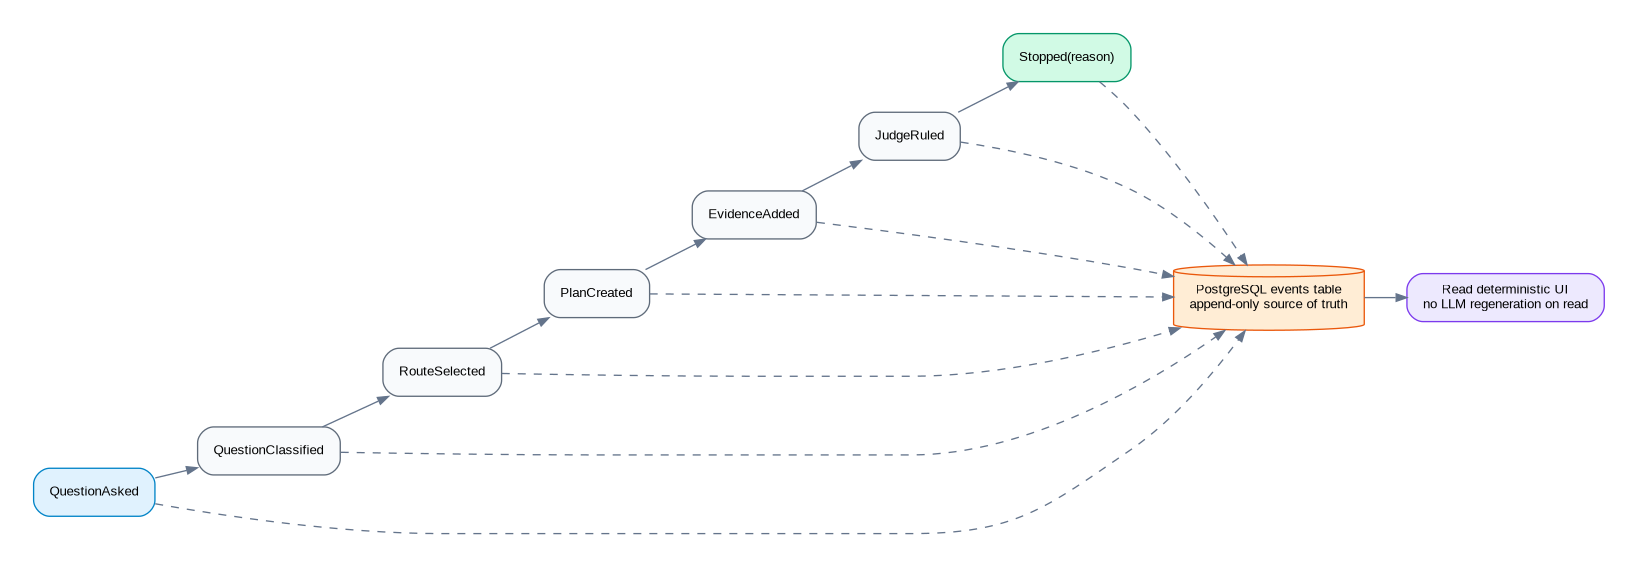 Stopped(reason)
JudgeRuled
EvidenceAdded
PlanCreated
RouteSelected
QuestionClassified
QuestionAsked
PostgreSQL events table
append-only source of truth
Read deterministic UI
no LLM regeneration on read